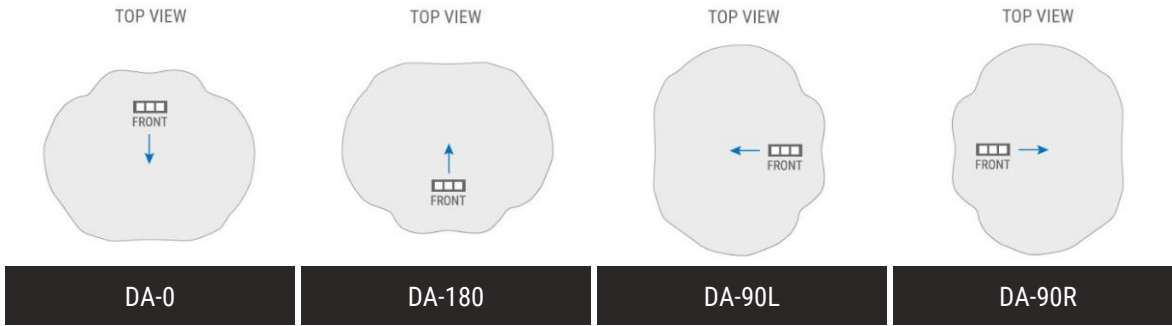 TOP VIEW
TOP VIEW
TOP VIEW
TOP VIEW
FRONT
FRONT
FRONT
FRONT
DA-0
DA-180
DA-90L
DA-90R